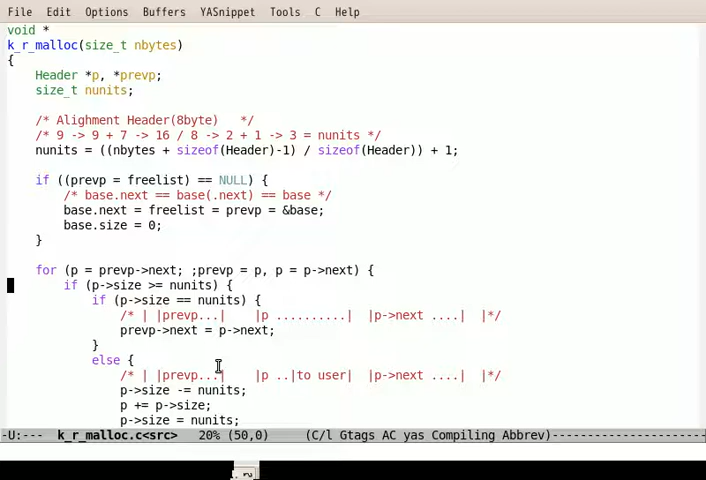 File Edit Options Buffers YASnippet Tools C Help
void *
k_r_malloc(size_t nbytes)
{
    Header *p, *prevp;
    size_t nunits;

    /* Alighment Header(8byte)   */
    /* 9 -> 9 + 7 -> 16 / 8 -> 2 + 1 -> 3 = nunits */
    nunits = ((nbytes + sizeof(Header)-1) / sizeof(Header)) + 1;

    if ((prevp = freelist) == NULL) {
        /* base.next == base(.next) == base */
        base.next = freelist = prevp = &base;
        base.size = 0;
    }

    for (p = prevp->next; ;prevp = p, p = p->next) {
        if (p->size >= nunits) {
            if (p->size == nunits) {
                /* | |prevp...|    |p ..........|  |p->next ....|  |*/
                prevp->next = p->next;
            }
            else {
                /* | |prevp...|    |p ..|to user|  |p->next ....|  |*/
                p->size -= nunits;
                p += p->size;
                p->size = nunits;
-U:---  k_r_malloc.c<src>   20% (50,0)     (C/l Gtags AC yas Compiling Abbrev)----------------------